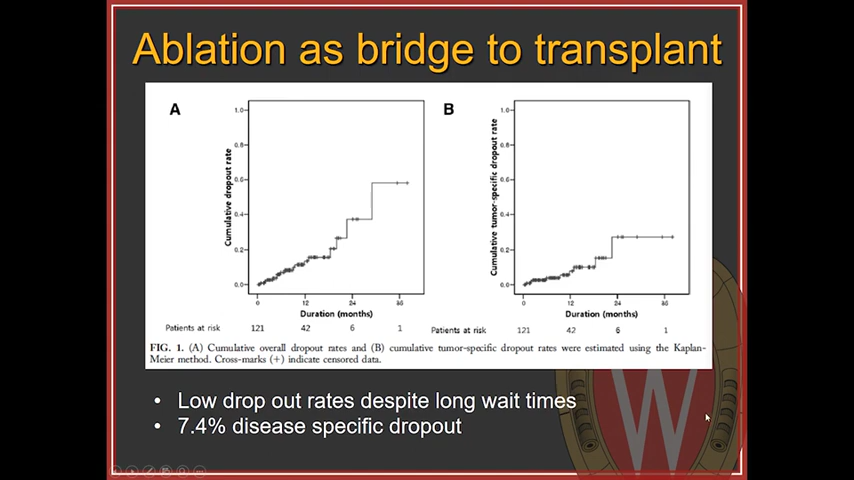 Ablation as bridge to transplant
A
B
Cumulative dropout rate
1.0
0.8
0.6
0.4
0.2
0.0
0 12 24 36
Duration (months)
Patients at risk 121 42 6 1
Cumulative tumor-specific dropout rate
1.0
0.8
0.6
0.4
0.2
0.0
0 12 24 36
Duration (months)
Patients at risk 121 42 6 1
FIG. 1. (A) Cumulative overall dropout rates and (B) cumulative tumor-specific dropout rates were estimated using the Kaplan-
Meier method. Cross-marks (+) indicate censored data.
• Low drop out rates despite long wait times
• 7.4% disease specific dropout
W